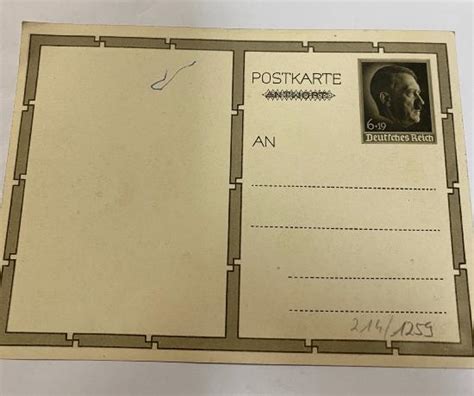 POSTKARTE
ANTWORT
6+19
Deutsches Reich
AN
214/1259